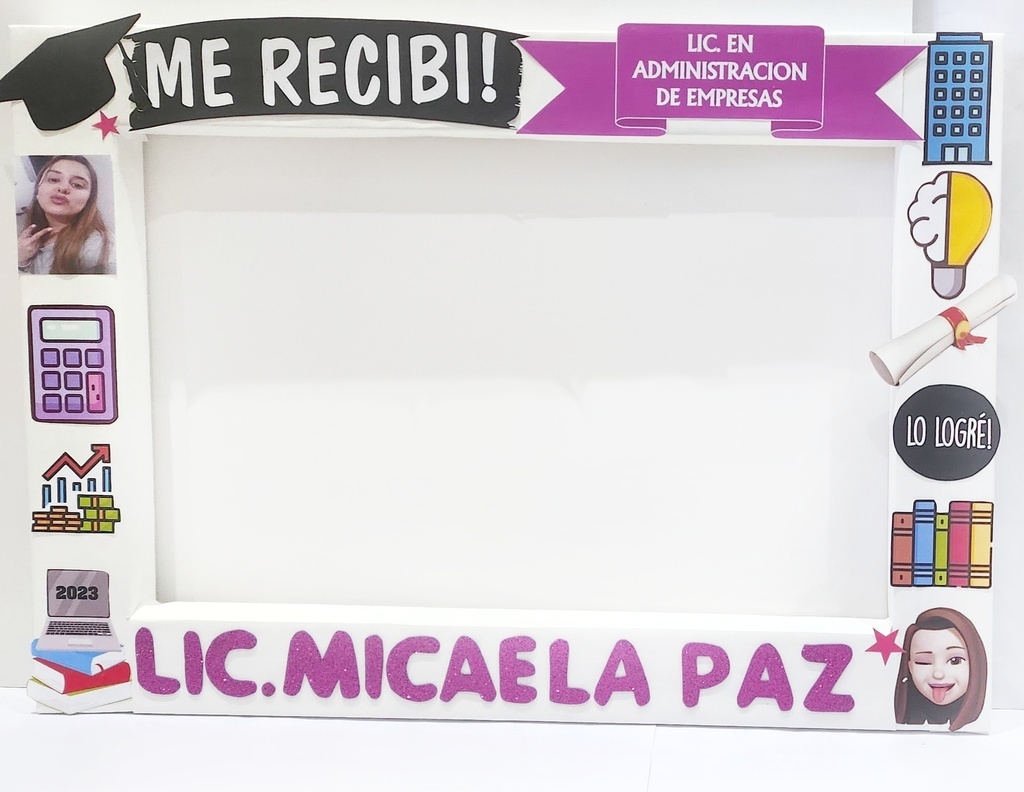 ME RECIBI!
LIC. EN
ADMINISTRACION
DE EMPRESAS
LO LOGRÉ!
2023
LIC.MICAELA PAZ